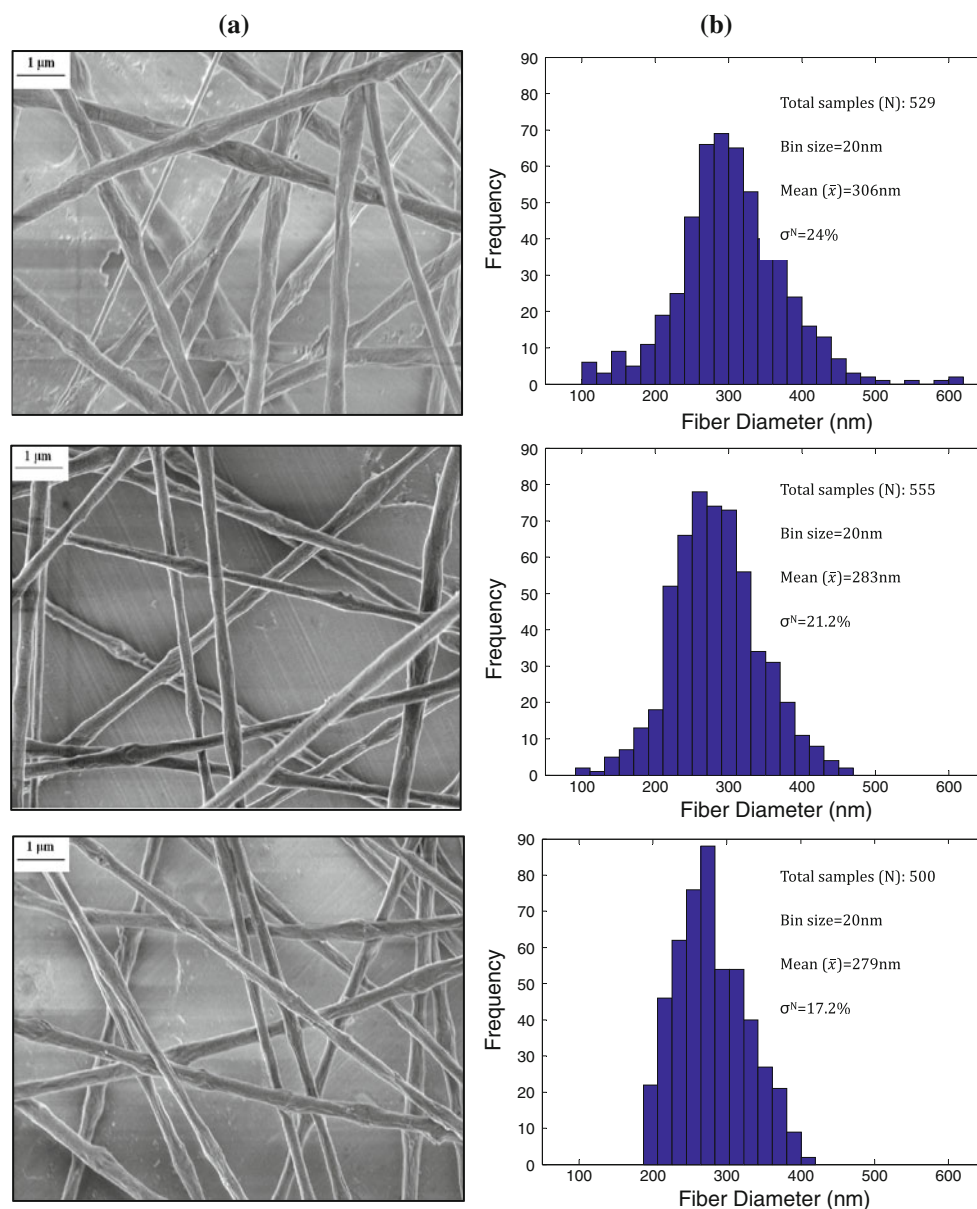 (a)
(b)
1 μm
90
80
70
60
50
40
30
20
10
0
Frequency
Total samples (N): 529
Bin size=20nm
Mean (x̄)=306nm
σᴺ=24%
100 200 300 400 500 600
Fiber Diameter (nm)
1 μm
90
80
70
60
50
40
30
20
10
0
Frequency
Total samples (N): 555
Bin size=20nm
Mean (x̄)=283nm
σᴺ=21.2%
100 200 300 400 500 600
Fiber Diameter (nm)
1 μm
90
80
70
60
50
40
30
20
10
0
Frequency
Total samples (N): 500
Bin size=20nm
Mean (x̄)=279nm
σᴺ=17.2%
100 200 300 400 500 600
Fiber Diameter (nm)